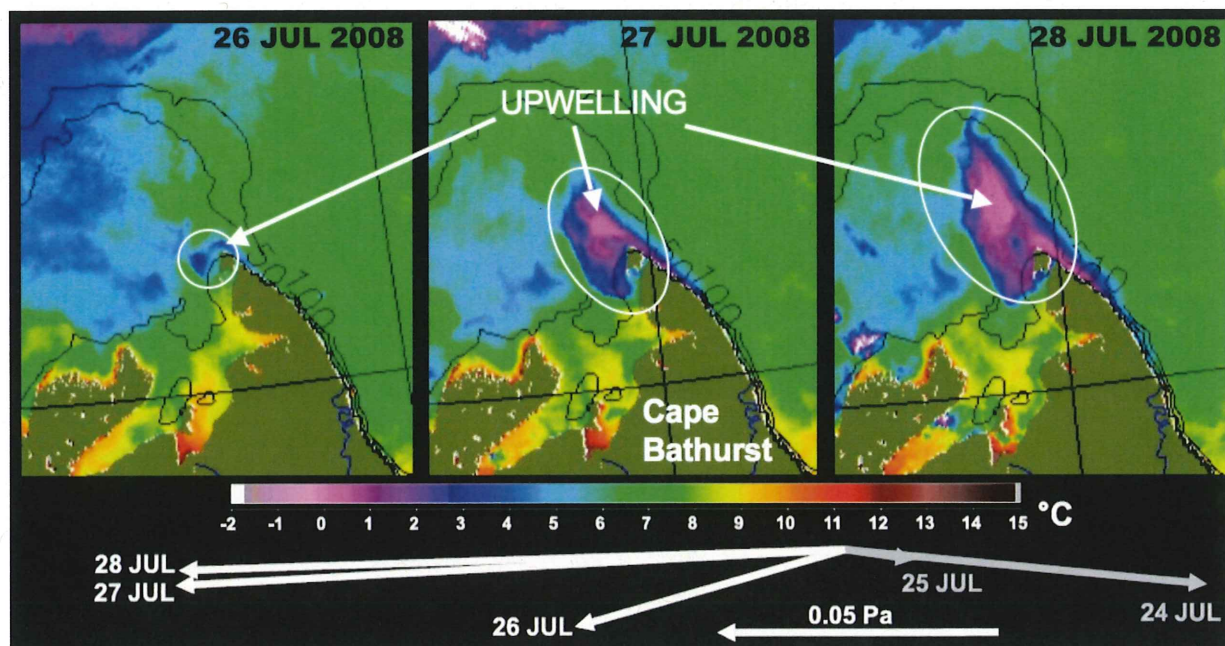 26 JUL 2008
27 JUL 2008
28 JUL 2008
UPWELLING
Cape
Bathurst
-2 -1 0 1 2 3 4 5 6 7 8 9 10 11 12 13 14 15 °C
28 JUL
27 JUL
26 JUL
25 JUL
24 JUL
0.05 Pa